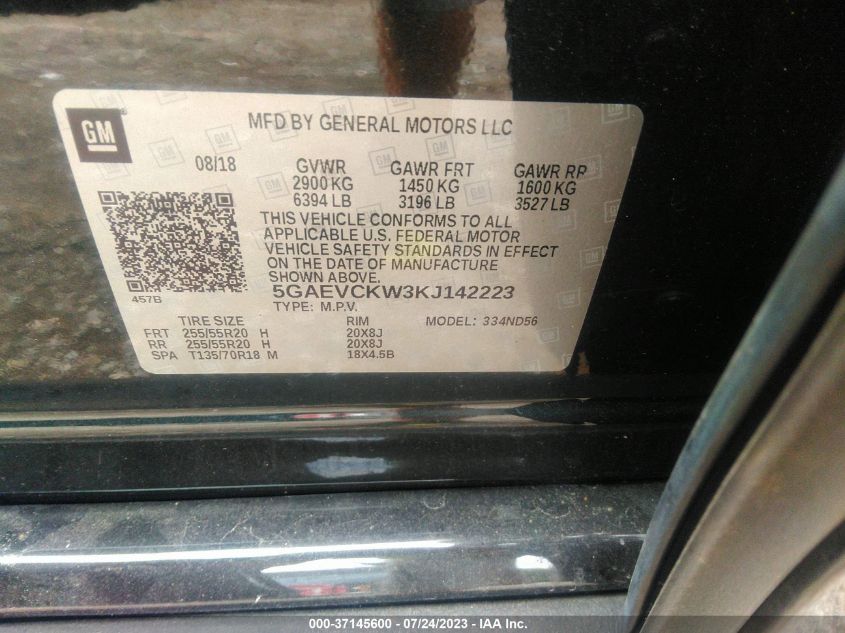 GM
MFD BY GENERAL MOTORS LLC
08/18 GVWR GAWR FRT GAWR RR
2900 KG 1450 KG 1600 KG
6394 LB 3196 LB 3527 LB
THIS VEHICLE CONFORMS TO ALL
APPLICABLE U.S. FEDERAL MOTOR
VEHICLE SAFETY STANDARDS IN EFFECT
ON THE DATE OF MANUFACTURE
SHOWN ABOVE.
457B
5GAEVCKW3KJ142223
TYPE: M.P.V.
TIRE SIZE RIM MODEL: 334ND56
FRT 255/55R20 H 20X8J
RR 255/55R20 H 20X8J
SPA T135/70R18 M 18X4.5B
000-37145600 - 07/24/2023 - IAA Inc.